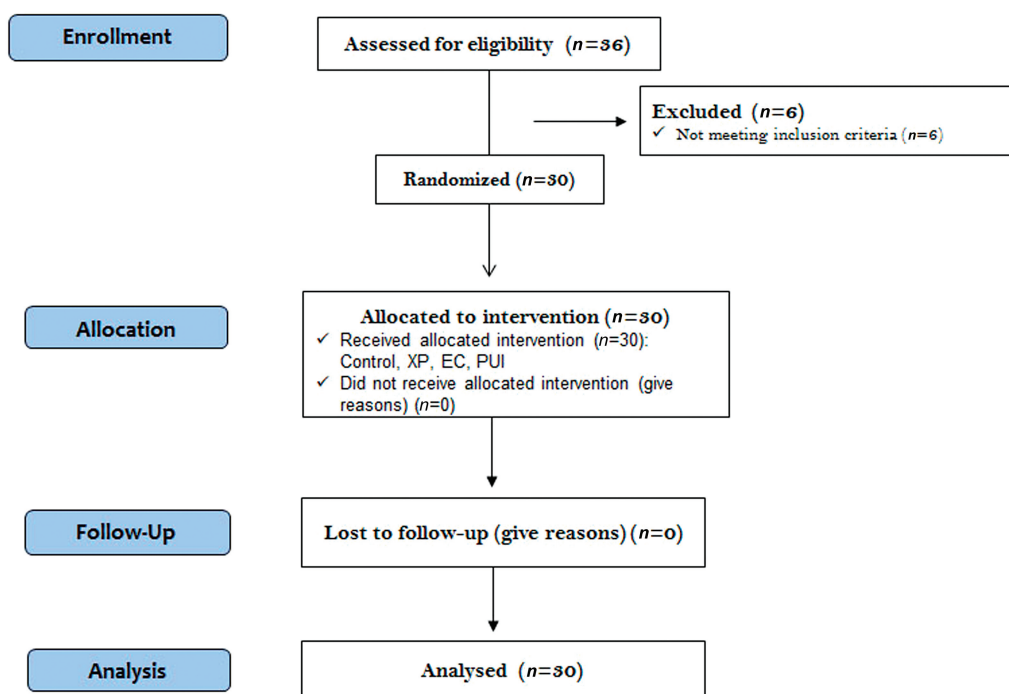 Enrollment
Assessed for eligibility (n=36)
Excluded (n=6)
✓ Not meeting inclusion criteria (n=6)
Randomized (n=30)
Allocation
Allocated to intervention (n=30)
✓ Received allocated intervention (n=30):
Control, XP, EC, PUI
✓ Did not receive allocated intervention (give
reasons) (n=0)
Follow-Up
Lost to follow-up (give reasons) (n=0)
Analysis
Analysed (n=30)